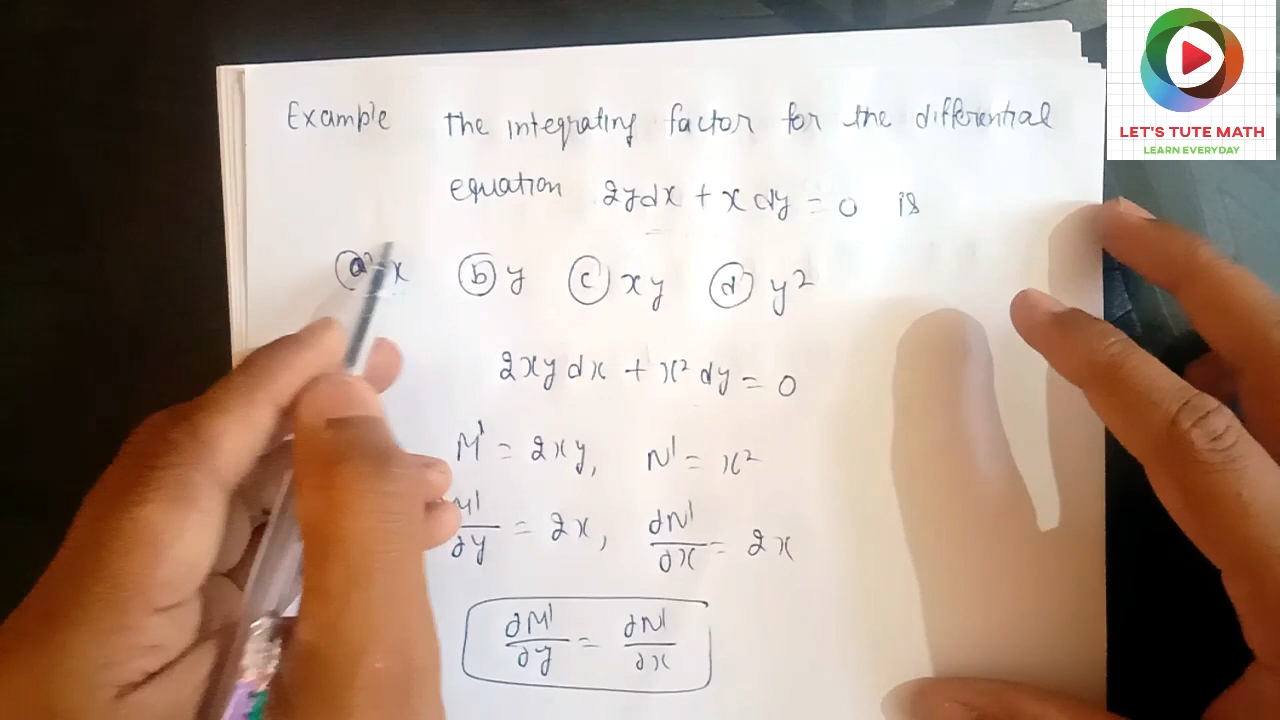 LET'S TUTE MATH
LEARN EVERYDAY
Example The integrating factor for the differential
equation 2ydx + x dy = 0 is
(a) x (b) y (c) xy (d) y²
2xy dx + x² dy = 0
M' = 2xy, N' = x²
M'/∂y = 2x, ∂N'/∂x = 2x
∂M'/∂y = ∂N'/∂x